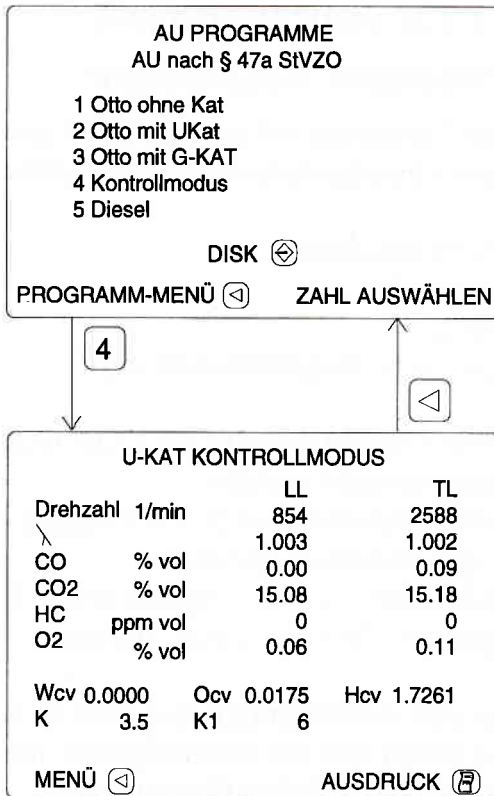 AU PROGRAMME
AU nach § 47a StVZO
1 Otto ohne Kat
2 Otto mit UKat
3 Otto mit G-KAT
4 Kontrollmodus
5 Diesel
DISK
PROGRAMM-MENÜ ZAHL AUSWÄHLEN
4
U-KAT KONTROLLMODUS
LL TL
Drehzahl 1/min 854 2588
λ 1.003 1.002
CO % vol 0.00 0.09
CO2 % vol 15.08 15.18
HC ppm vol 0 0
O2 % vol 0.06 0.11
Wcv 0.0000 Ocv 0.0175 Hcv 1.7261
K 3.5 K1 6
MENÜ AUSDRUCK